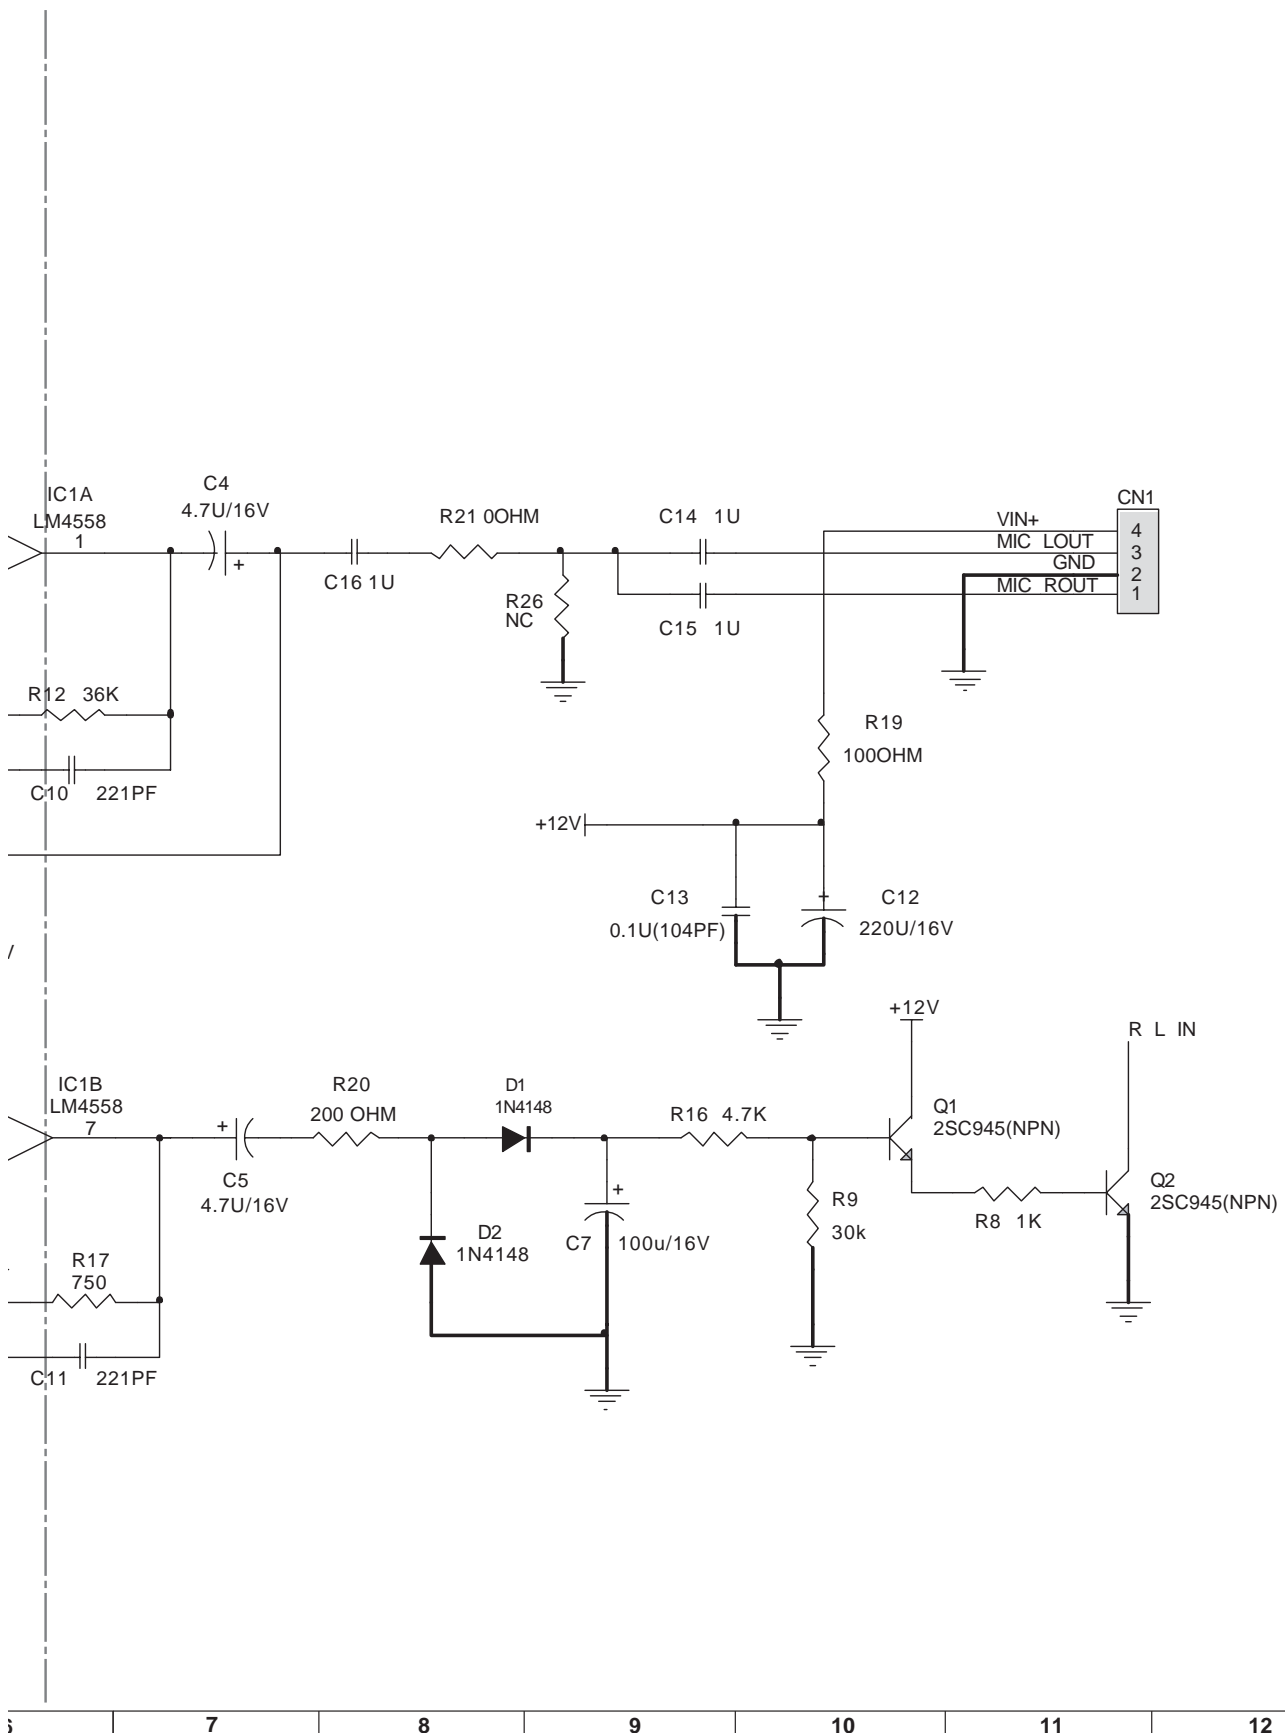 C4
4.7U/16V
IC1A
LM4558
1
+
C16 1U
R21 0OHM
R26
NC
C14 1U
C15 1U
CN1
VIN+
4
MIC LOUT
3
GND
2
MIC ROUT
1
R12 36K
C10 221PF
R19
100OHM
+12V
C13
0.1U(104PF)
+
C12
220U/16V
/
+12V
R L IN
IC1B
LM4558
7
+
C5
4.7U/16V
R20
200 OHM
D1
1N4148
R16 4.7K
Q1
2SC945(NPN)
D2
1N4148
+
C7 100u/16V
R9
30k
R8 1K
Q2
2SC945(NPN)
R17
750
C11 221PF
7 8 9 10 11 12